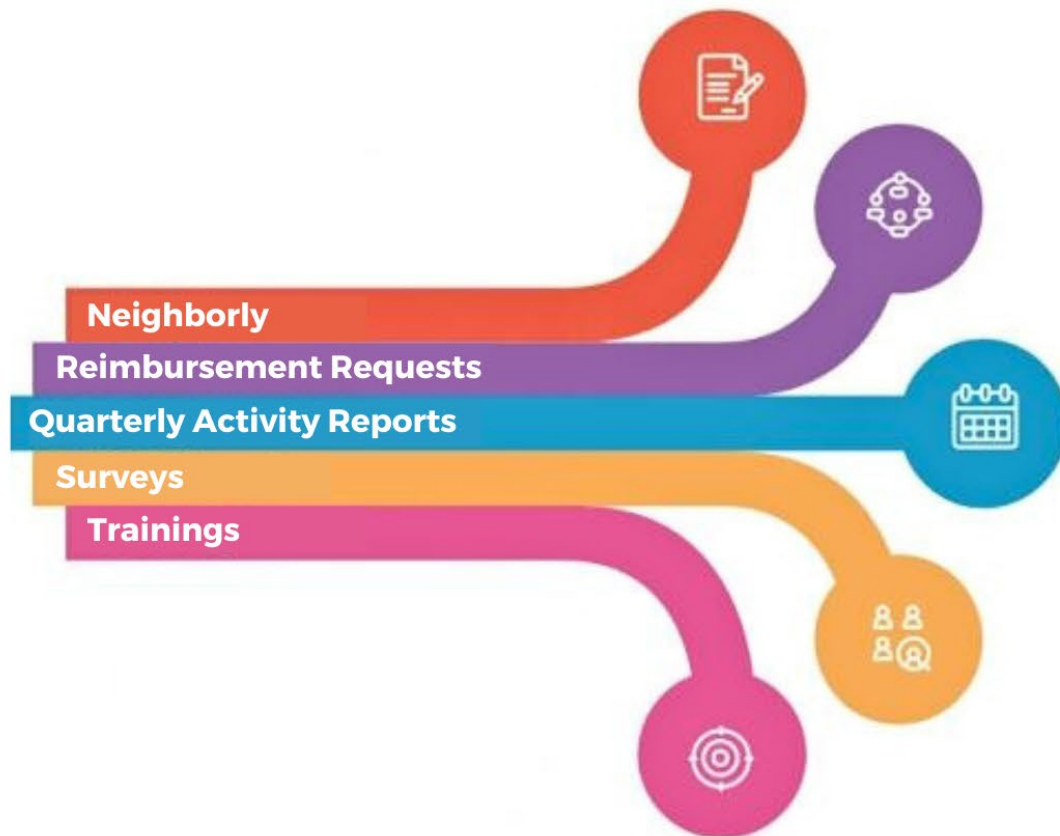 Neighborly
Reimbursement Requests
Quarterly Activity Reports
Surveys
Trainings